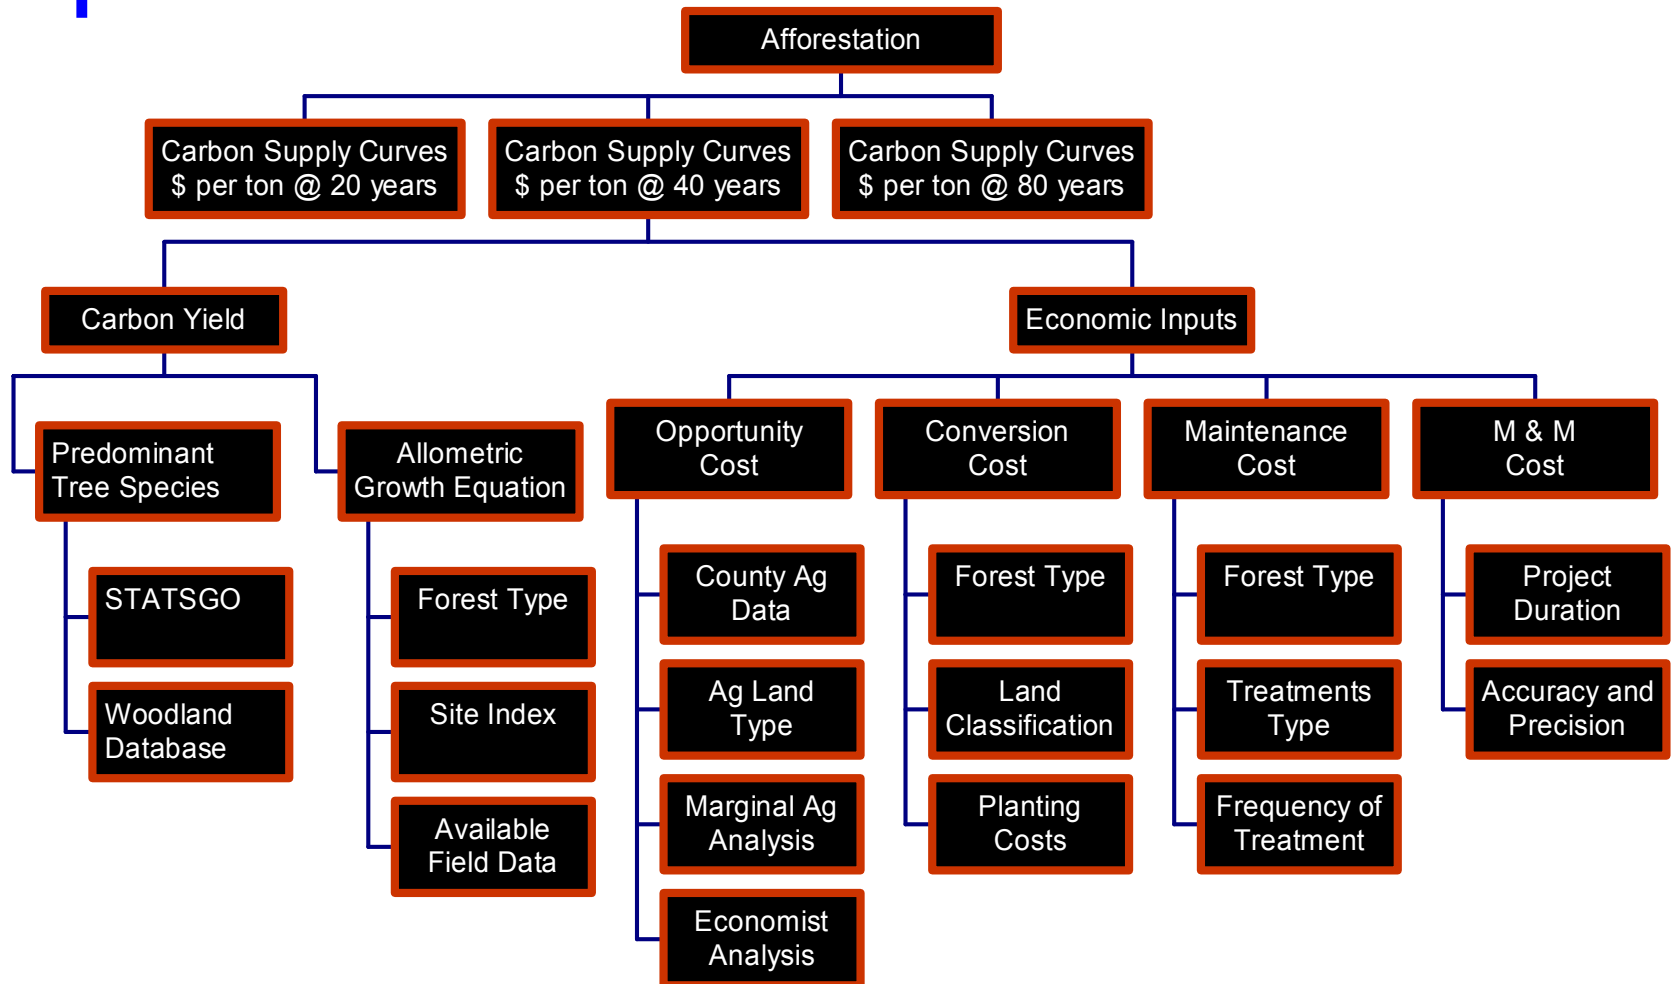 Afforestation
Carbon Supply Curves
$ per ton @ 20 years
Carbon Supply Curves
$ per ton @ 40 years
Carbon Supply Curves
$ per ton @ 80 years
Carbon Yield
Economic Inputs
Predominant
Tree Species
Allometric
Growth Equation
Opportunity
Cost
Conversion
Cost
Maintenance
Cost
M & M
Cost
STATSGO
Woodland
Database
Forest Type
Site Index
Available
Field Data
County Ag
Data
Ag Land
Type
Marginal Ag
Analysis
Economist
Analysis
Forest Type
Land
Classification
Planting
Costs
Forest Type
Treatments
Type
Frequency of
Treatment
Project
Duration
Accuracy and
Precision